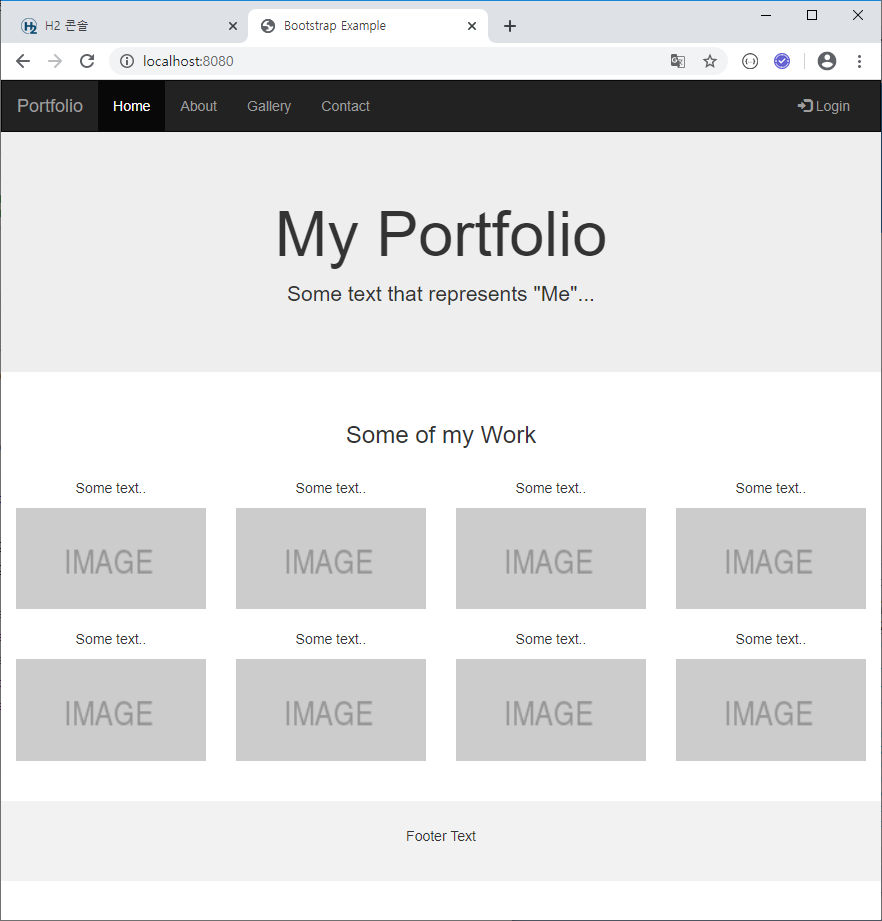 H2 콘솔
Bootstrap Example
localhost:8080
Portfolio Home About Gallery Contact Login
My Portfolio
Some text that represents "Me"...
Some of my Work
Some text.. Some text.. Some text.. Some text..
IMAGE IMAGE IMAGE IMAGE
Some text.. Some text.. Some text.. Some text..
IMAGE IMAGE IMAGE IMAGE
Footer Text